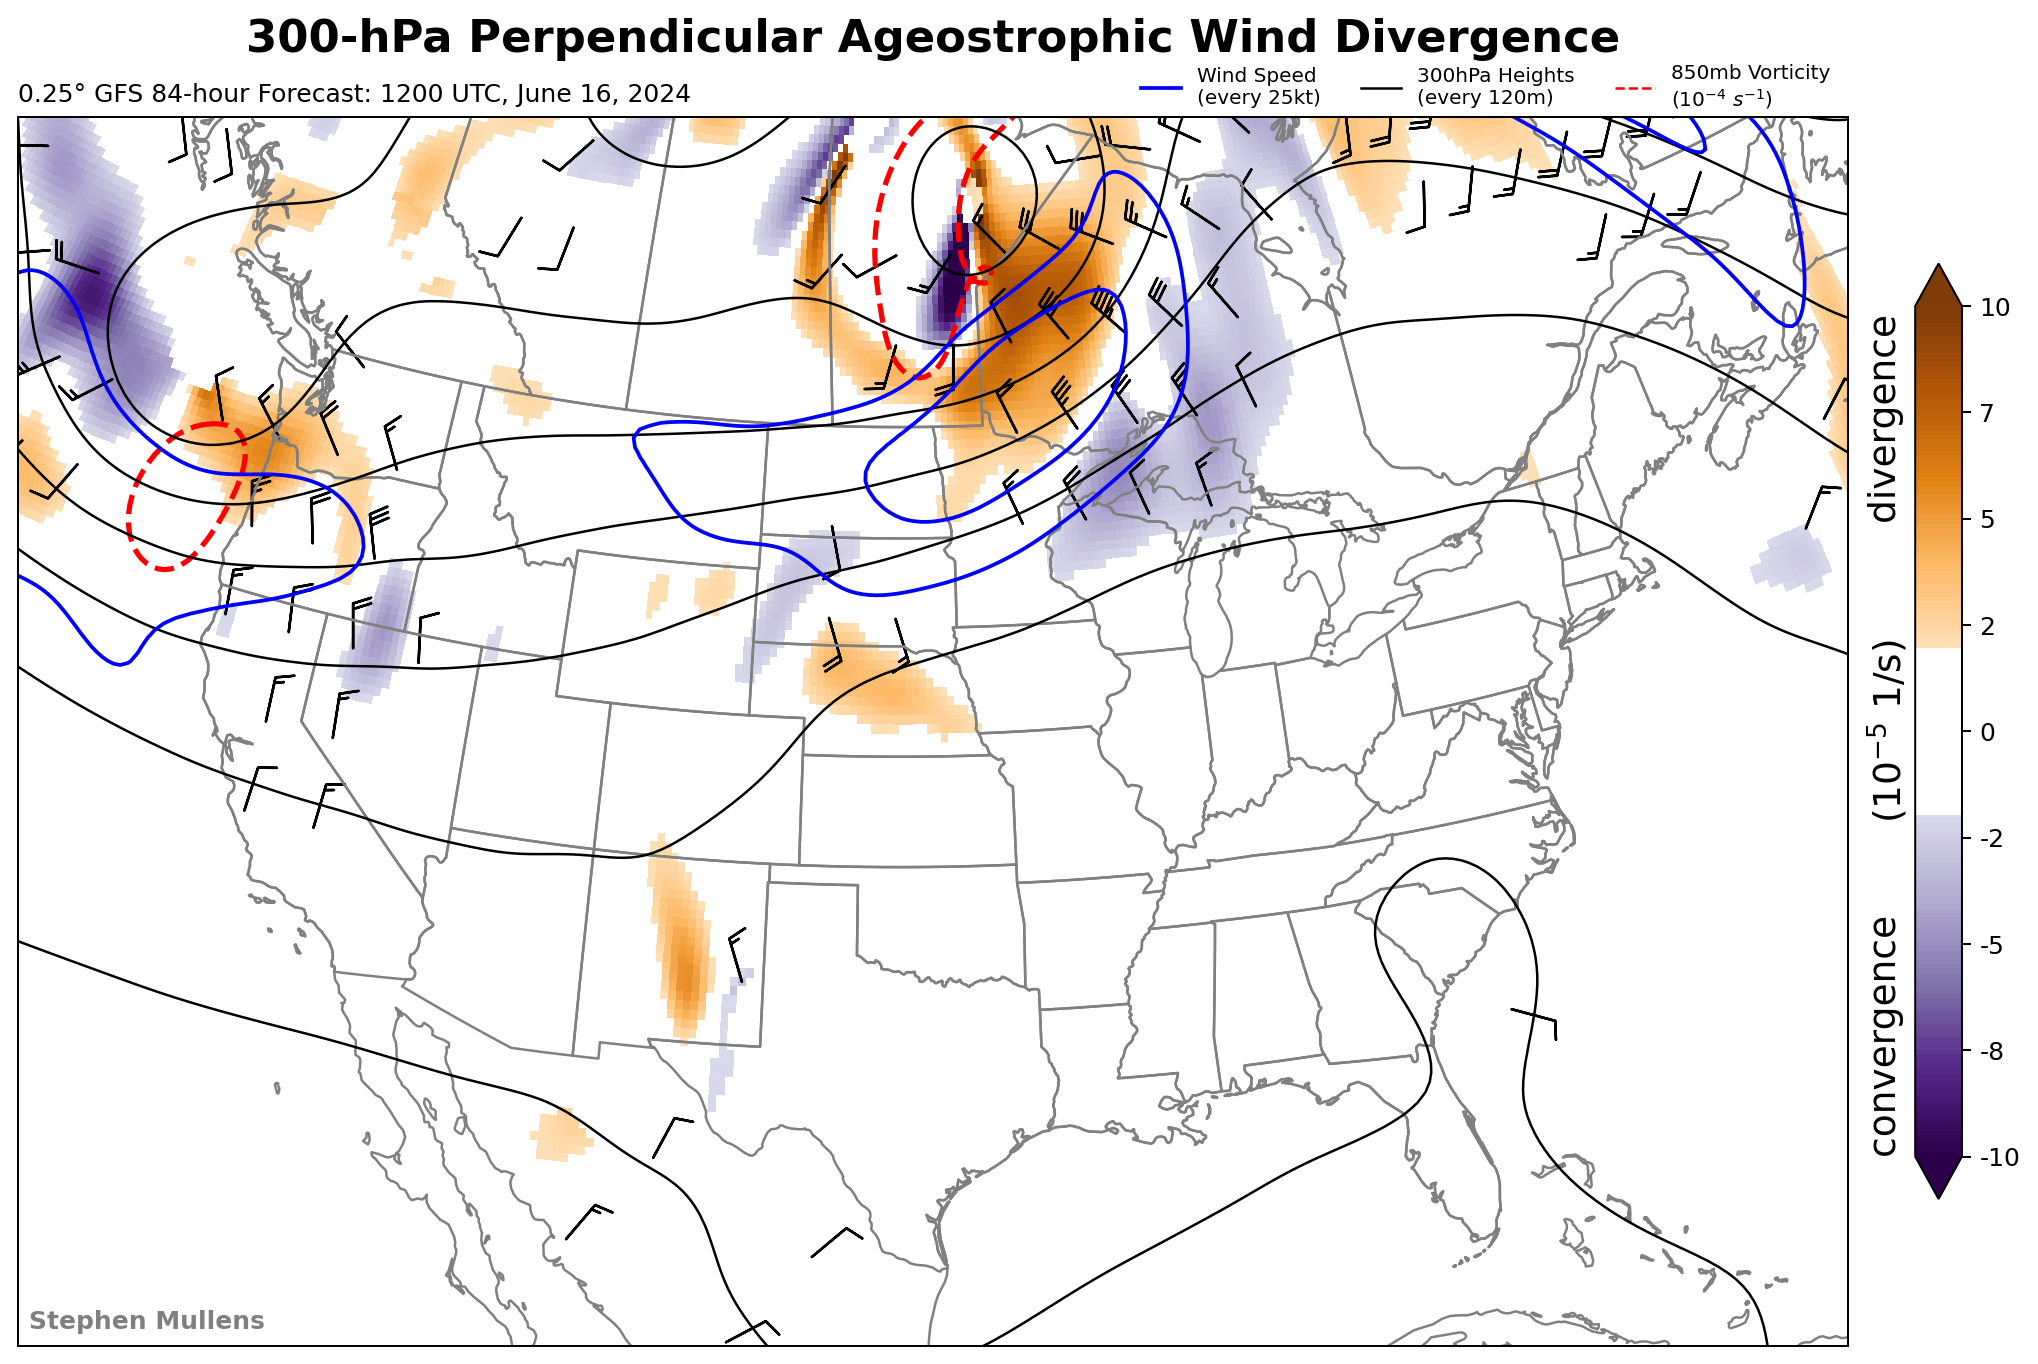 300-hPa Perpendicular Ageostrophic Wind Divergence
0.25° GFS 84-hour Forecast: 1200 UTC, June 16, 2024
Wind Speed
(every 25kt)
300hPa Heights
(every 120m)
850mb Vorticity
(10⁻⁴ s⁻¹)
10
7
5
2
0
-2
-5
-8
-10
convergence (10⁻⁵ 1/s) divergence
Stephen Mullens